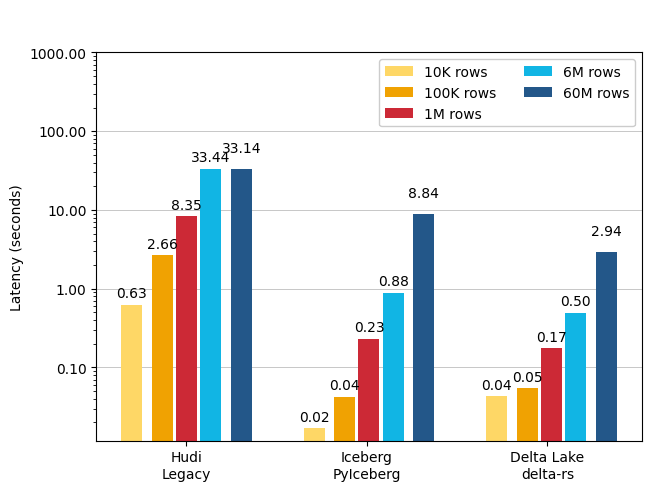 1000.00
100.00
10.00
1.00
0.10
Latency (seconds)
10K rows
100K rows
1M rows
6M rows
60M rows
0.63
2.66
8.35
33.44
33.14
0.02
0.04
0.23
0.88
8.84
0.04
0.05
0.17
0.50
2.94
Hudi
Legacy
Iceberg
PyIceberg
Delta Lake
delta-rs